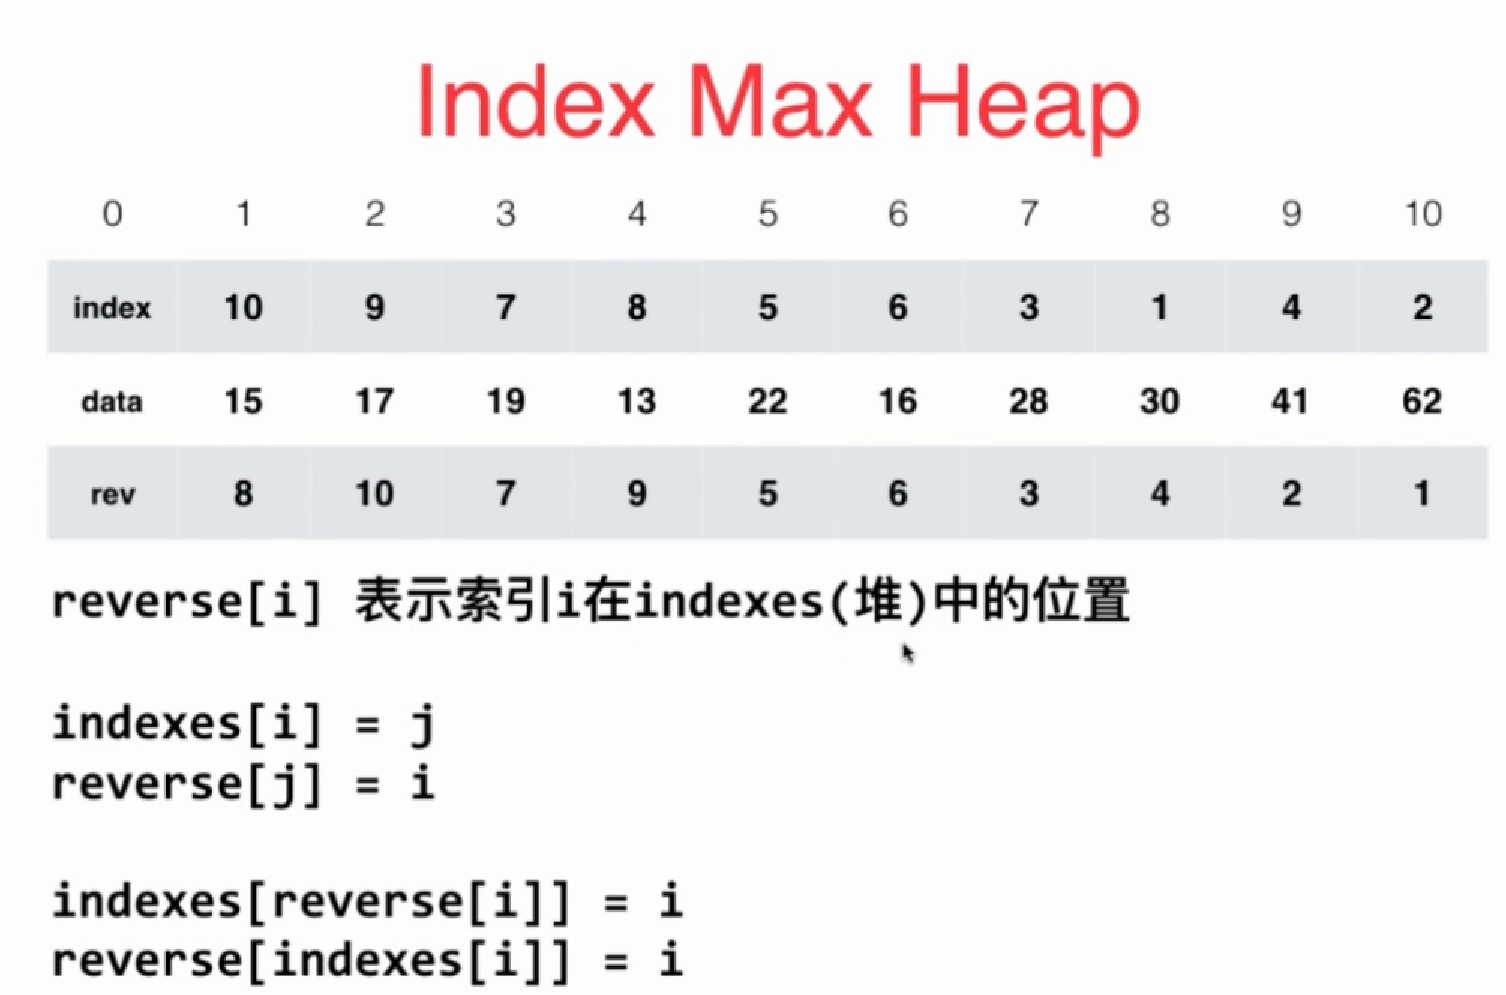 Index Max Heap
0 1 2 3 4 5 6 7 8 9 10
index 10 9 7 8 5 6 3 1 4 2
data 15 17 19 13 22 16 28 30 41 62
rev 8 10 7 9 5 6 3 4 2 1
reverse[i] 表示索引i在indexes(堆)中的位置
indexes[i] = j
reverse[j] = i
indexes[reverse[i]] = i
reverse[indexes[i]] = i